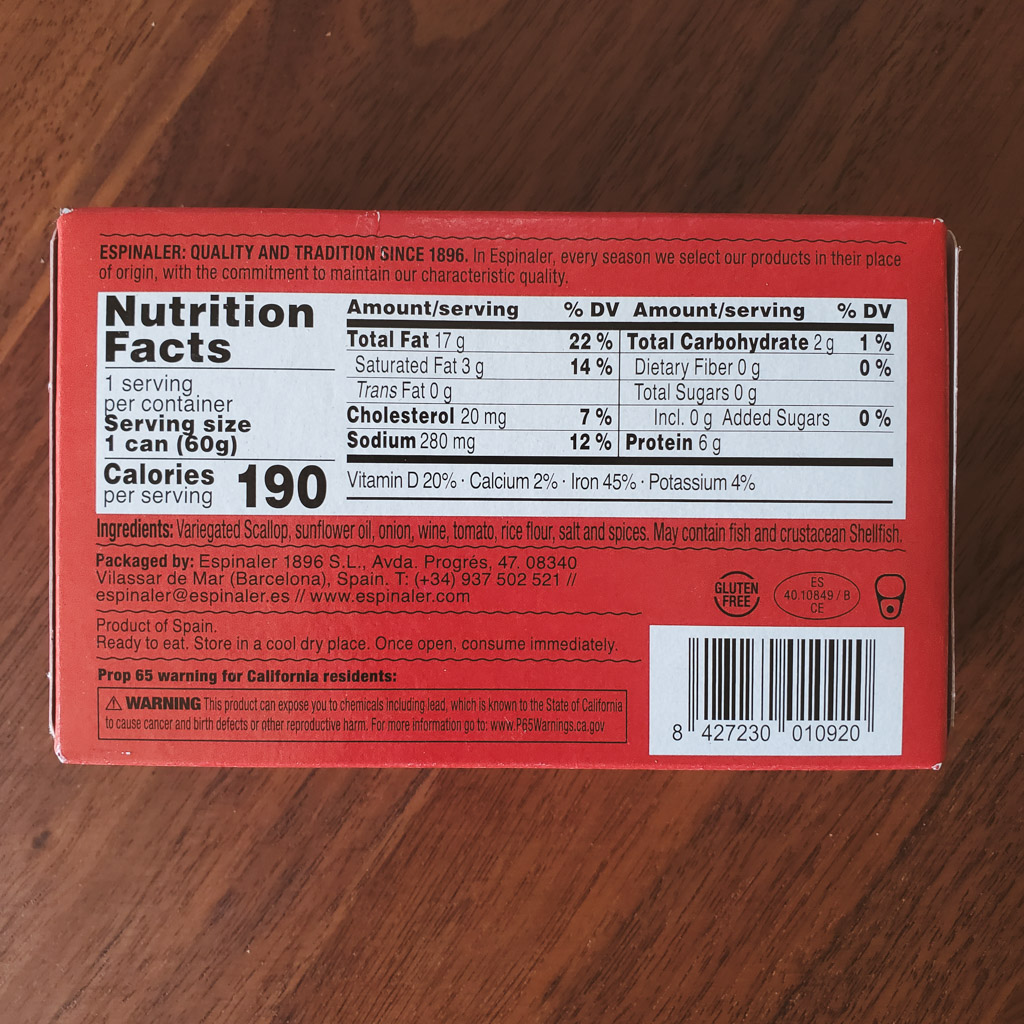 ESPINALER: QUALITY AND TRADITION SINCE 1896. In Espinaler, every season we select our products in their place
of origin, with the commitment to maintain our characteristic quality.
Nutrition
Facts
1 serving
per container
Serving size
1 can (60g)
Calories
per serving
190
Amount/serving % DV
Total Fat 17 g 22 %
Saturated Fat 3 g 14 %
Trans Fat 0 g
Cholesterol 20 mg 7 %
Sodium 280 mg 12 %
Amount/serving % DV
Total Carbohydrate 2 g 1 %
Dietary Fiber 0 g 0 %
Total Sugars 0 g
Incl. 0 g Added Sugars 0 %
Protein 6 g
Vitamin D 20% · Calcium 2% · Iron 45% · Potassium 4%
Ingredients: Variegated Scallop, sunflower oil, onion, wine, tomato, rice flour, salt and spices. May contain fish and crustacean Shellfish.
Packaged by: Espinaler 1896 S.L., Avda. Progrés, 47. 08340
Vilassar de Mar (Barcelona), Spain. T: (+34) 937 502 521 //
espinaler@espinaler.es // www.espinaler.com
GLUTEN
FREE
ES
40.10849 / B
CE
Product of Spain.
Ready to eat. Store in a cool dry place. Once open, consume immediately.
Prop 65 warning for California residents:
WARNING This product can expose you to chemicals including lead, which is known to the State of California
to cause cancer and birth defects or other reproductive harm. For more information go to: www.P65Warnings.ca.gov
8 427230 010920